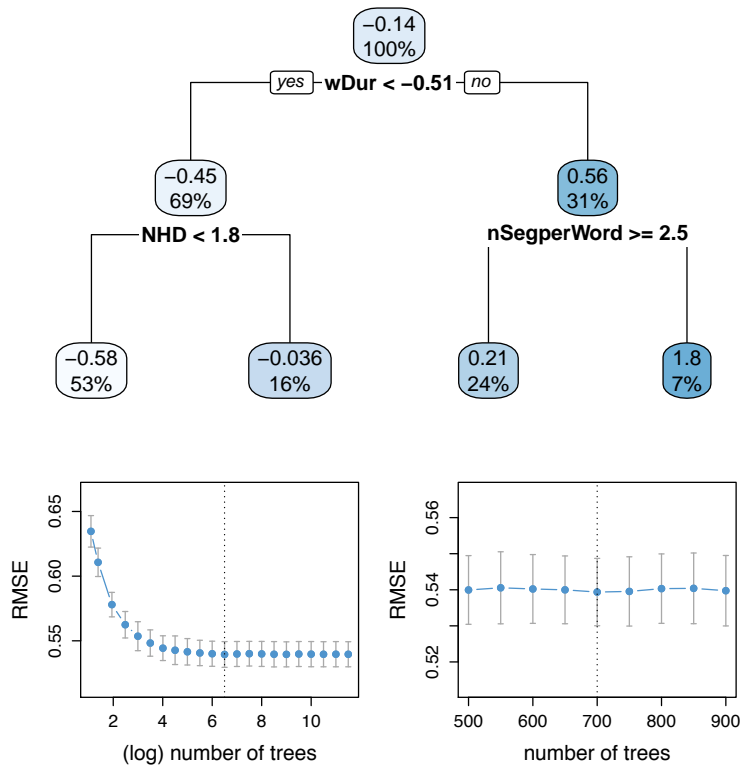 −0.14
100%
yes wDur < −0.51 no
−0.45
69%
0.56
31%
NHD < 1.8
nSegperWord >= 2.5
−0.58
53%
−0.036
16%
0.21
24%
1.8
7%
RMSE
0.65
0.60
0.55
2 4 6 8 10
(log) number of trees
RMSE
0.56
0.54
0.52
500 600 700 800 900
number of trees